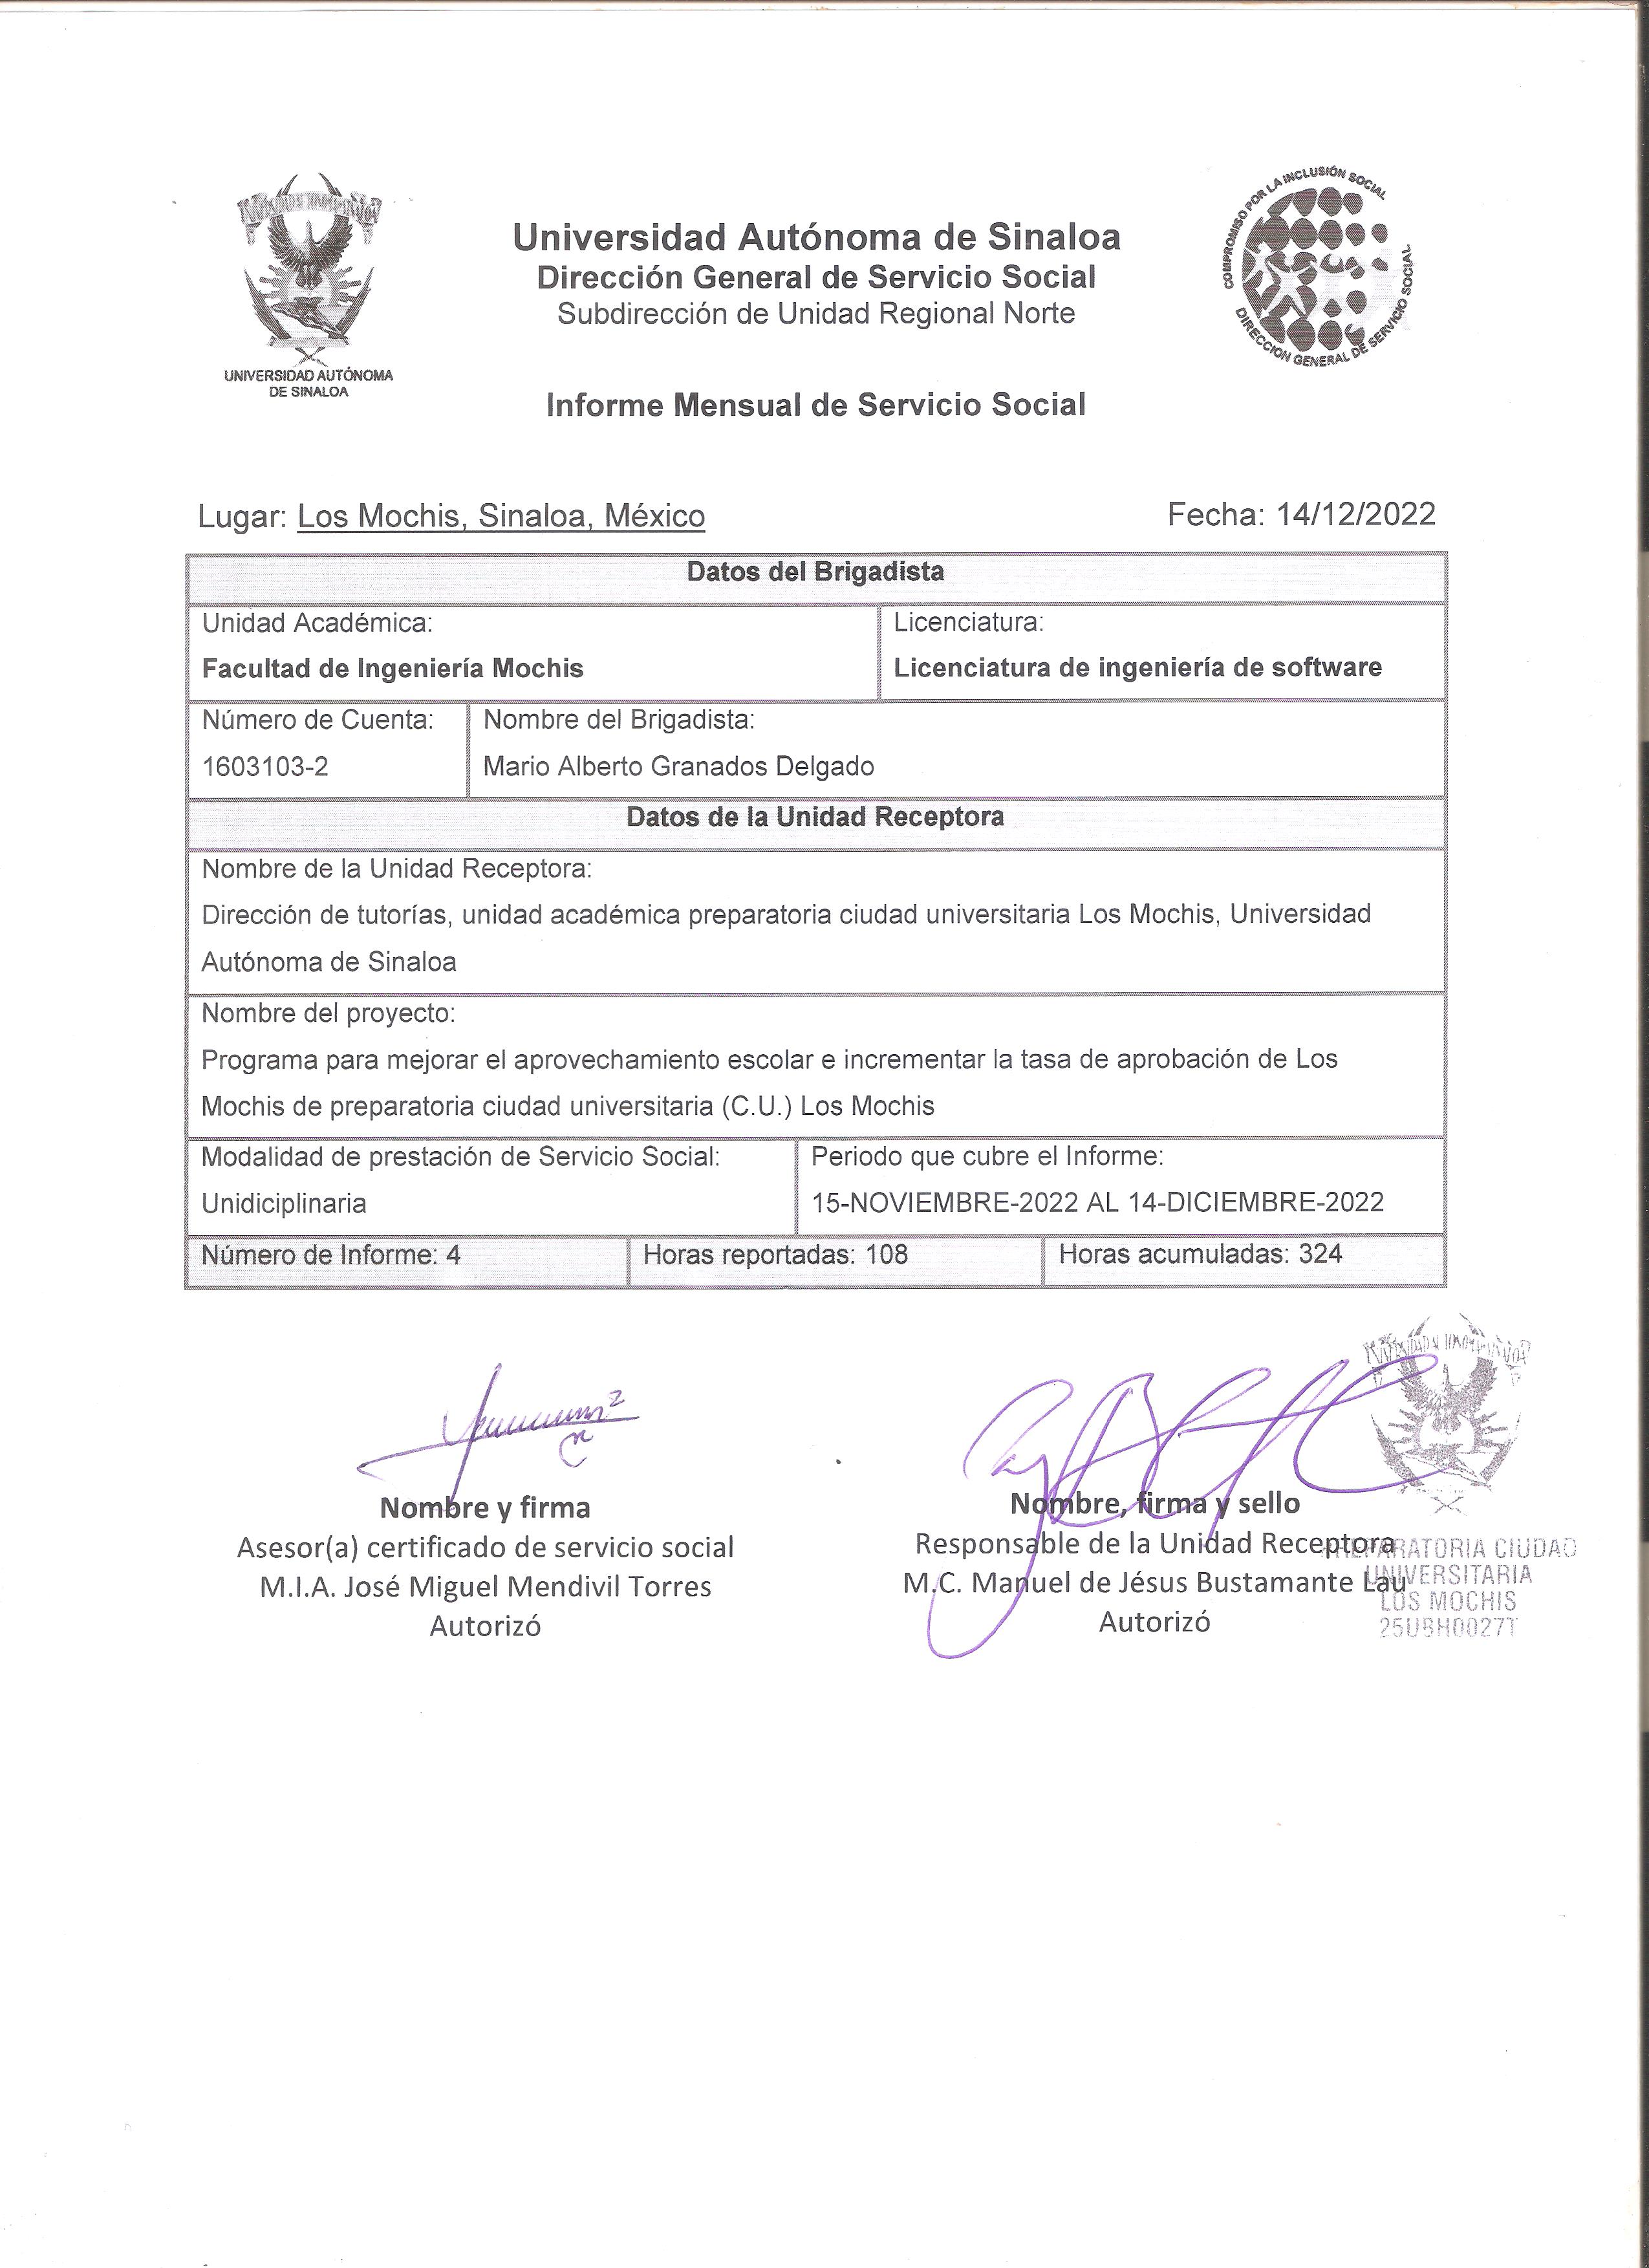 UNIVERSIDAD AUTÓNOMA
DE SINALOA
Universidad Autónoma de Sinaloa
Dirección General de Servicio Social
Subdirección de Unidad Regional Norte
Informe Mensual de Servicio Social
COMPROMISO POR LA INCLUSIÓN SOCIAL
DIRECCION GENERAL DE SERVICIO SOCIAL
Lugar: Los Mochis, Sinaloa, México Fecha: 14/12/2022
Datos del Brigadista
Unidad Académica: Licenciatura:
Facultad de Ingeniería Mochis Licenciatura de ingeniería de software
Número de Cuenta: Nombre del Brigadista:
1603103-2 Mario Alberto Granados Delgado
Datos de la Unidad Receptora
Nombre de la Unidad Receptora:
Dirección de tutorías, unidad académica preparatoria ciudad universitaria Los Mochis, Universidad
Autónoma de Sinaloa
Nombre del proyecto:
Programa para mejorar el aprovechamiento escolar e incrementar la tasa de aprobación de Los
Mochis de preparatoria ciudad universitaria (C.U.) Los Mochis
Modalidad de prestación de Servicio Social: Periodo que cubre el Informe:
Unidiciplinaria 15-NOVIEMBRE-2022 AL 14-DICIEMBRE-2022
Número de Informe: 4 Horas reportadas: 108 Horas acumuladas: 324
Nombre y firma
Asesor(a) certificado de servicio social
M.I.A. José Miguel Mendivil Torres
Autorizó
Nombre, firma y sello
Responsable de la Unidad Receptora
M.C. Manuel de Jésus Bustamante Lau
Autorizó
PREPARATORIA CIUDAD
UNIVERSITARIA
LOS MOCHIS
25UBH0027T